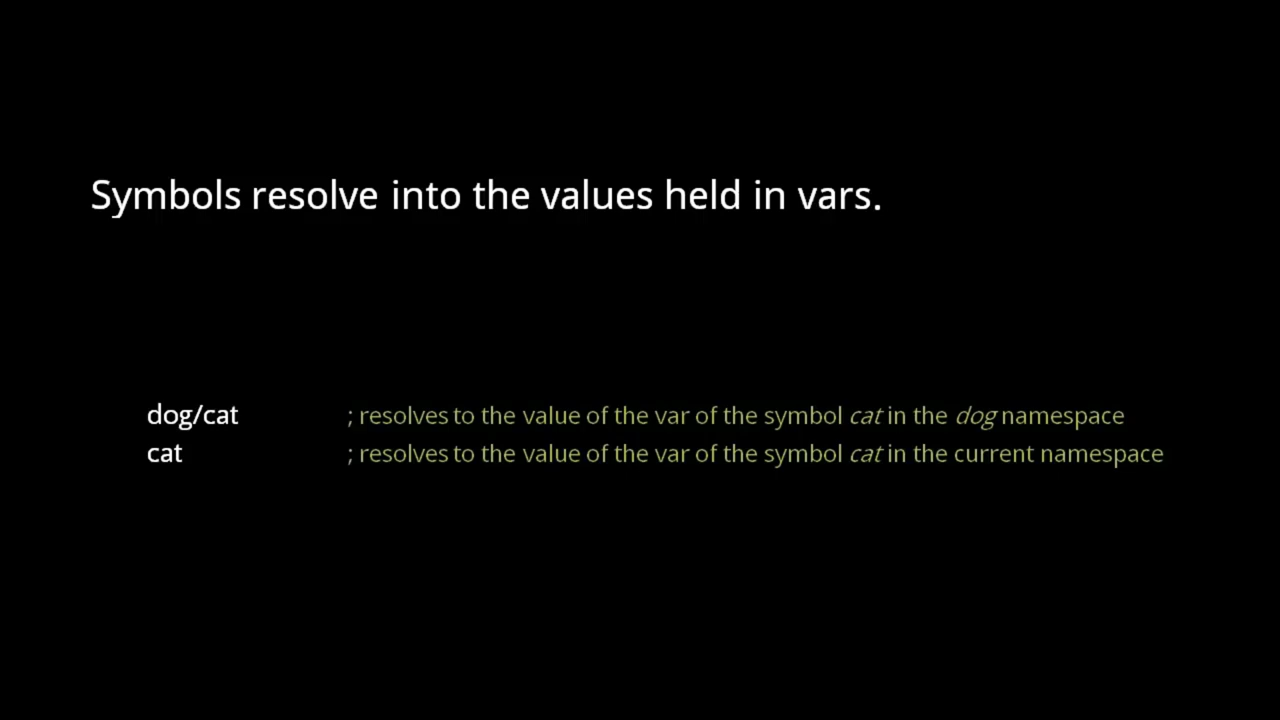 Symbols resolve into the values held in vars.
dog/cat ; resolves to the value of the var of the symbol cat in the dog namespace
cat ; resolves to the value of the var of the symbol cat in the current namespace